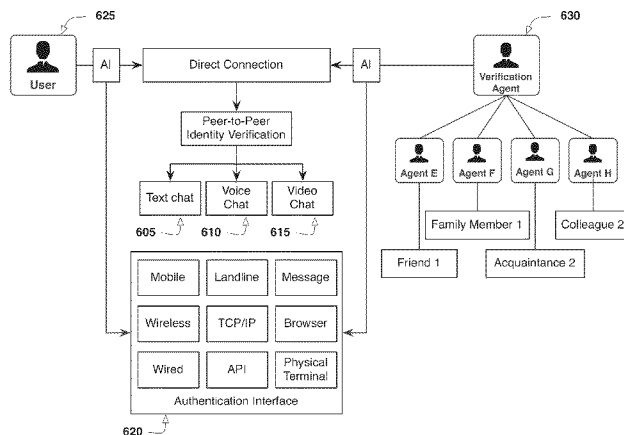 625
630
User
AI
Direct Connection
AI
Verification
Agent
Peer-to-Peer
Identity Verification
Agent E
Agent F
Agent G
Agent H
Text chat
Voice
Chat
Video
Chat
605
610
615
Family Member 1
Colleague 2
Friend 1
Acquaintance 2
Mobile
Landline
Message
Wireless
TCP/IP
Browser
Wired
API
Physical
Terminal
Authentication Interface
620